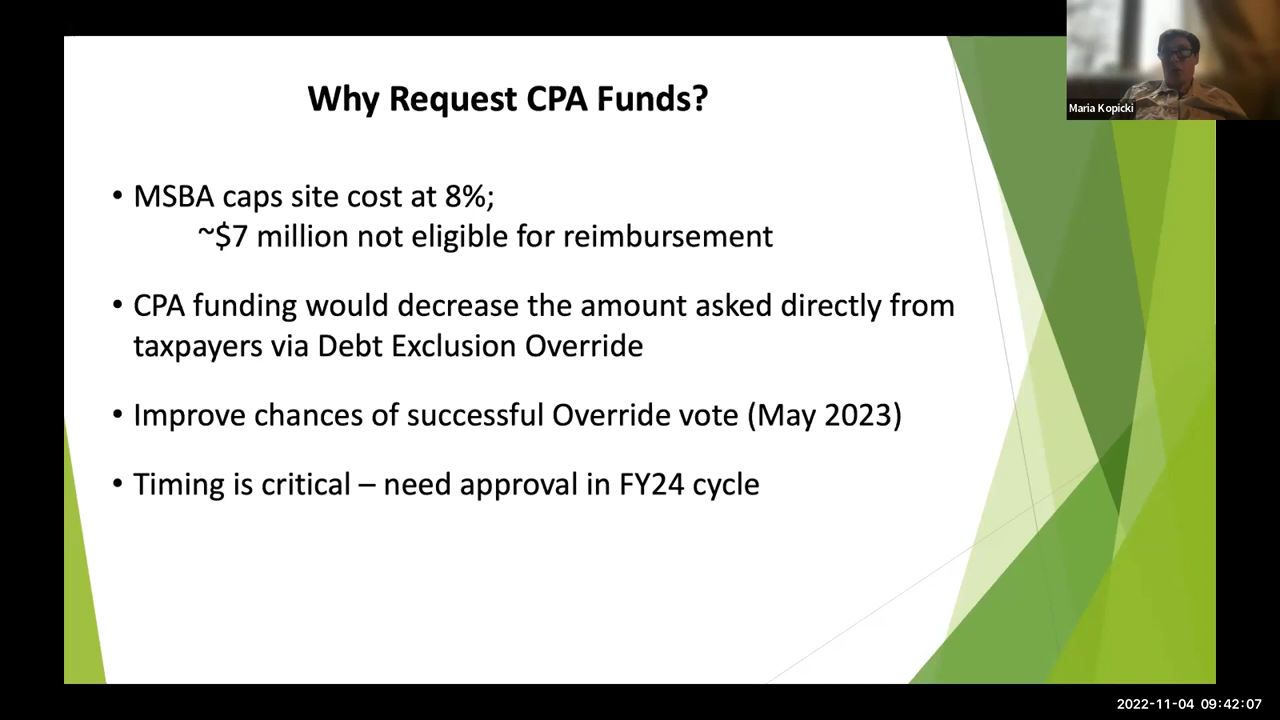 Why Request CPA Funds?
Maria Kopicki
• MSBA caps site cost at 8%;
~$7 million not eligible for reimbursement
• CPA funding would decrease the amount asked directly from
taxpayers via Debt Exclusion Override
• Improve chances of successful Override vote (May 2023)
• Timing is critical – need approval in FY24 cycle
2022-11-04 09:42:07